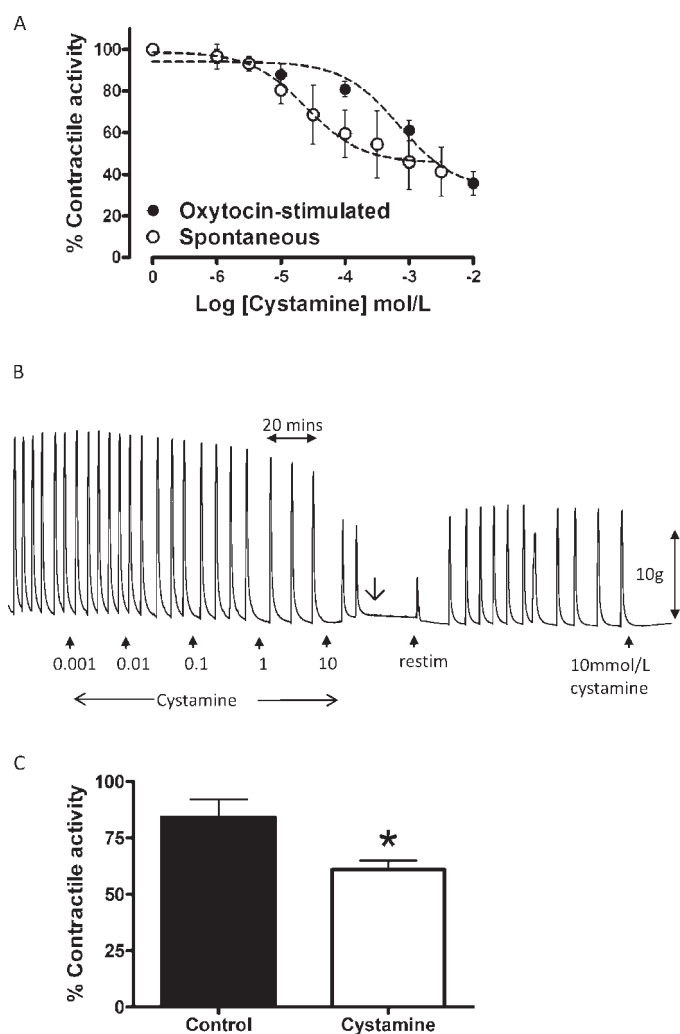 A
% Contractile activity
100
80
60
40
20
0
Oxytocin-stimulated
Spontaneous
0 -6 -5 -4 -3 -2
Log [Cystamine] mol/L
B
20 mins
10g
0.001 0.01 0.1 1 10 restim 10mmol/L
cystamine
Cystamine
C
% Contractile activity
100
75
50
25
0
*
Control Cystamine